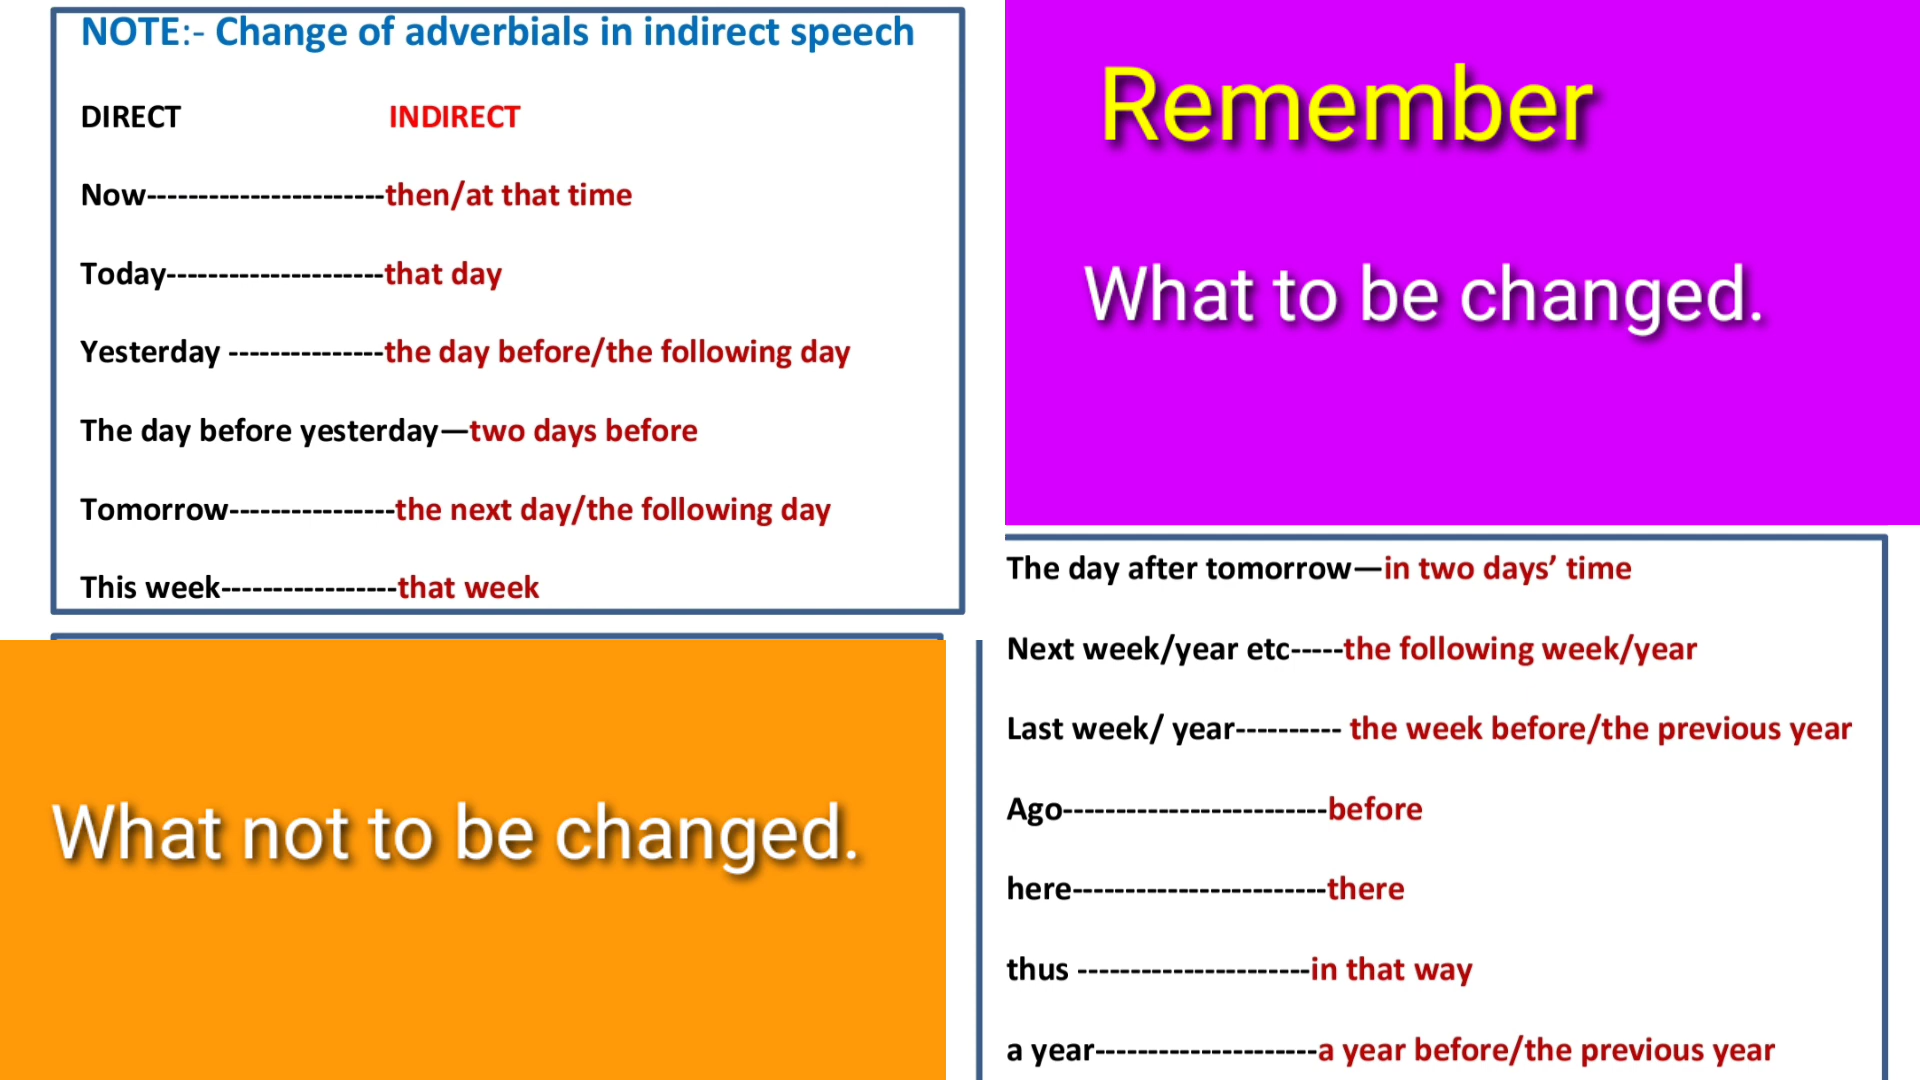 NOTE:- Change of adverbials in indirect speech
DIRECT INDIRECT
Now-----------------------then/at that time
Today---------------------that day
Yesterday ---------------the day before/the following day
The day before yesterday—two days before
Tomorrow----------------the next day/the following day
This week-----------------that week
Remember
What to be changed.
What not to be changed.
The day after tomorrow—in two days’ time
Next week/year etc-----the following week/year
Last week/ year---------- the week before/the previous year
Ago-------------------------before
here------------------------there
thus ----------------------in that way
a year---------------------a year before/the previous year